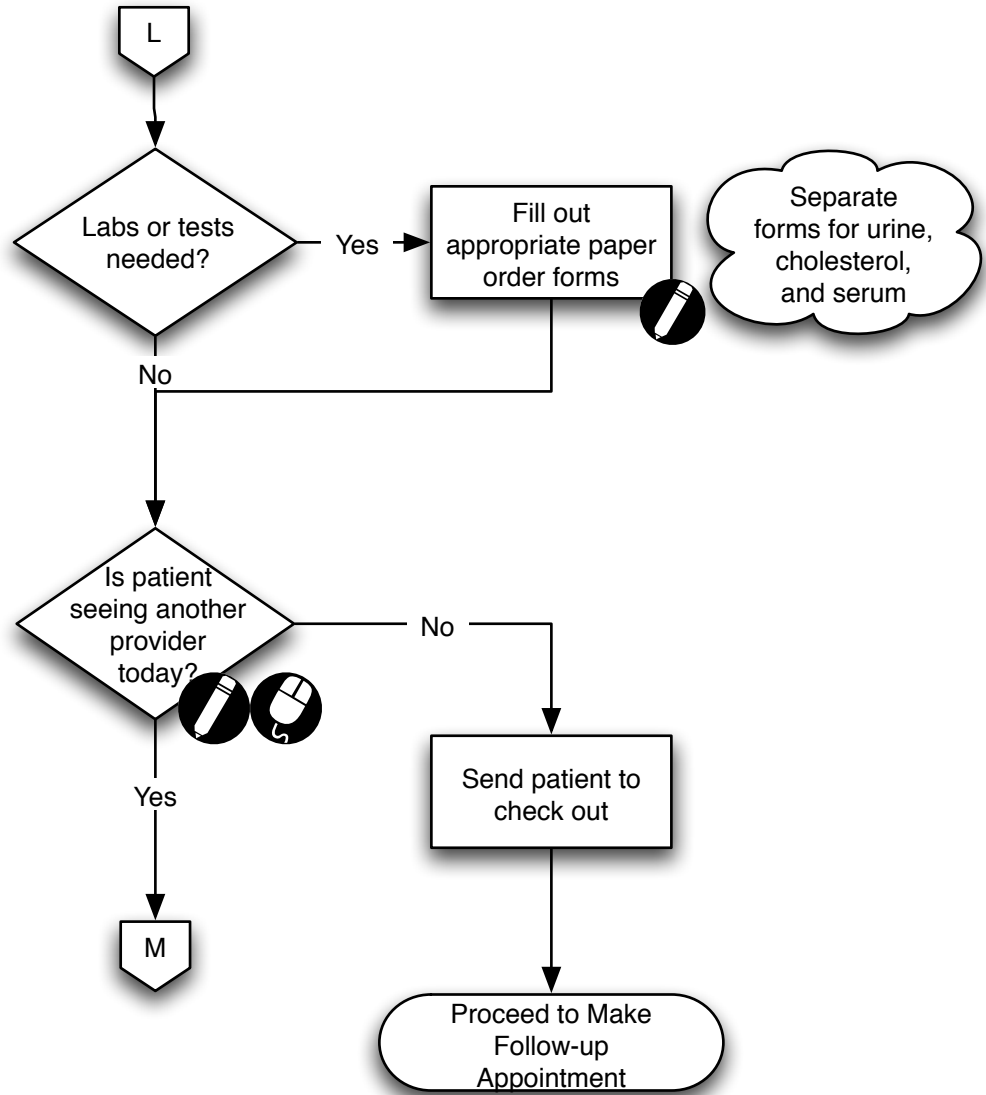 L
Labs or tests
needed?
Yes
Fill out
appropriate paper
order forms
Separate
forms for urine,
cholesterol,
and serum
No
Is patient
seeing another
provider
today?
No
Yes
Send patient to
check out
M
Proceed to Make
Follow-up
Appointment